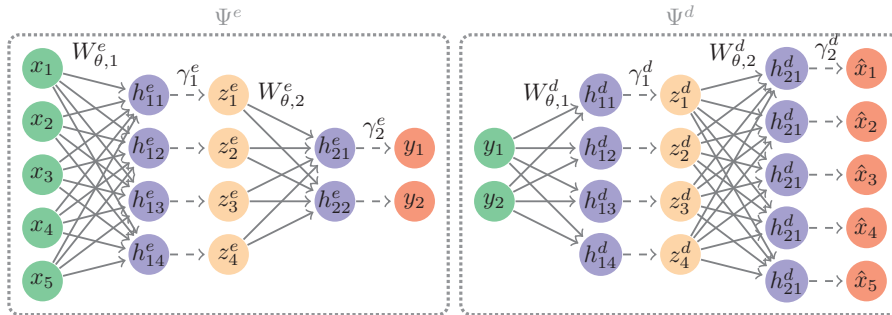 Ψ^e
W^e_{θ,1}
γ^e_1
W^e_{θ,2}
γ^e_2
x_1
x_2
x_3
x_4
x_5
h^e_{11}
h^e_{12}
h^e_{13}
h^e_{14}
z^e_1
z^e_2
z^e_3
z^e_4
h^e_{21}
h^e_{22}
y_1
y_2
Ψ^d
W^d_{θ,1}
γ^d_1
W^d_{θ,2}
γ^d_2
y_1
y_2
h^d_{11}
h^d_{12}
h^d_{13}
h^d_{14}
z^d_1
z^d_2
z^d_3
z^d_4
h^d_{21}
h^d_{21}
h^d_{21}
h^d_{21}
h^d_{21}
x̂_1
x̂_2
x̂_3
x̂_4
x̂_5